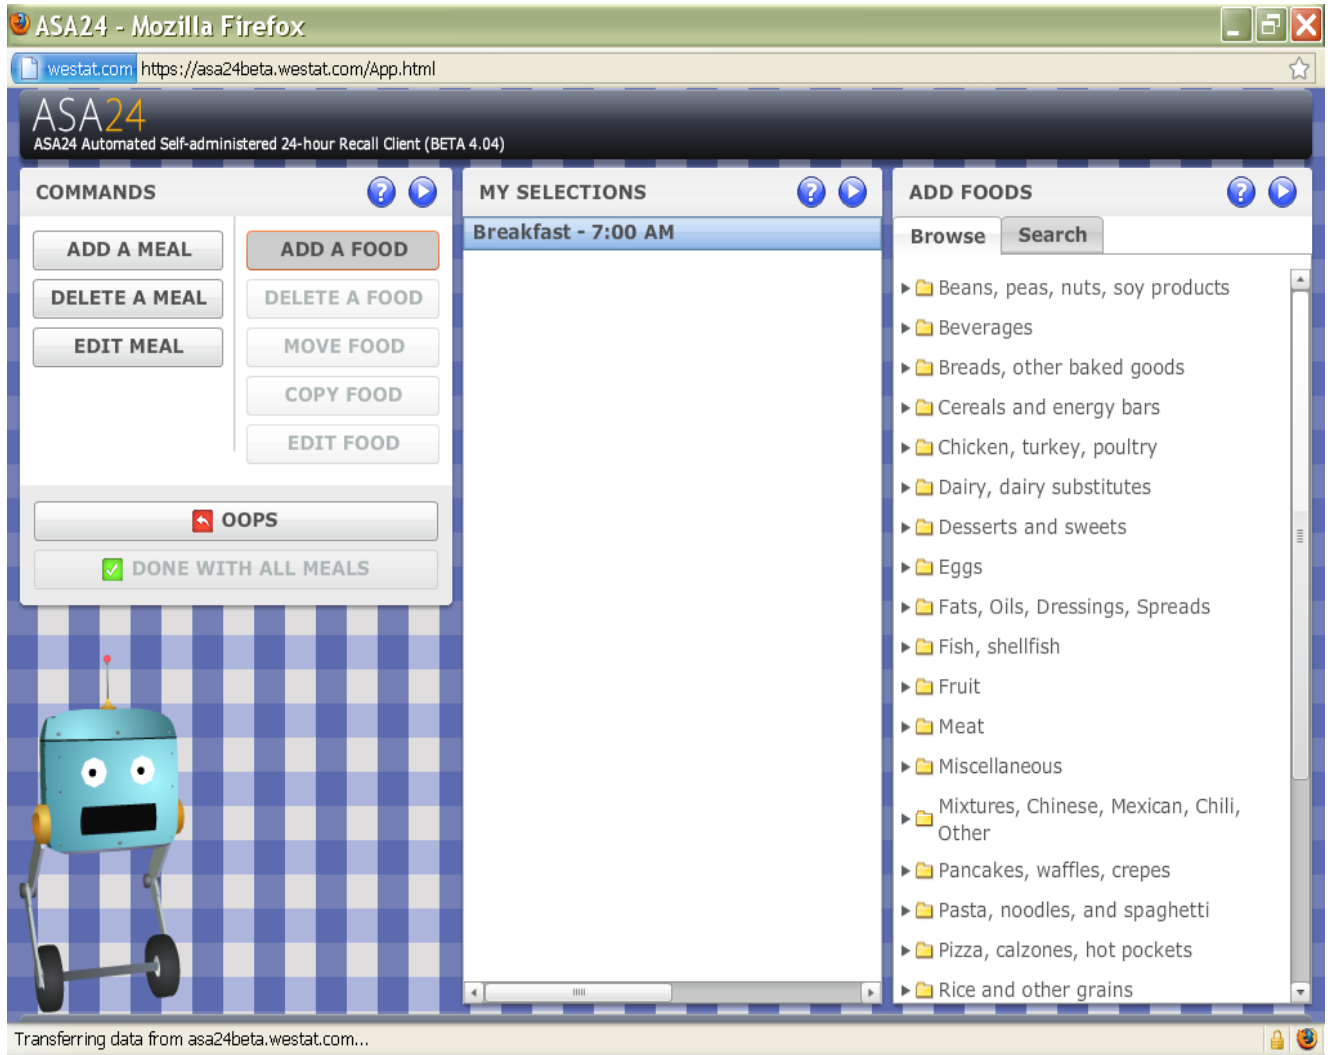 ASA24 - Mozilla Firefox
westat.com https://asa24beta.westat.com/App.html
ASA24
ASA24 Automated Self-administered 24-hour Recall Client (BETA 4.04)
COMMANDS
ADD A MEAL
DELETE A MEAL
EDIT MEAL
ADD A FOOD
DELETE A FOOD
MOVE FOOD
COPY FOOD
EDIT FOOD
OOPS
DONE WITH ALL MEALS
MY SELECTIONS
Breakfast - 7:00 AM
ADD FOODS
Browse Search
Beans, peas, nuts, soy products
Beverages
Breads, other baked goods
Cereals and energy bars
Chicken, turkey, poultry
Dairy, dairy substitutes
Desserts and sweets
Eggs
Fats, Oils, Dressings, Spreads
Fish, shellfish
Fruit
Meat
Miscellaneous
Mixtures, Chinese, Mexican, Chili,
Other
Pancakes, waffles, crepes
Pasta, noodles, and spaghetti
Pizza, calzones, hot pockets
Rice and other grains
Transferring data from asa24beta.westat.com...